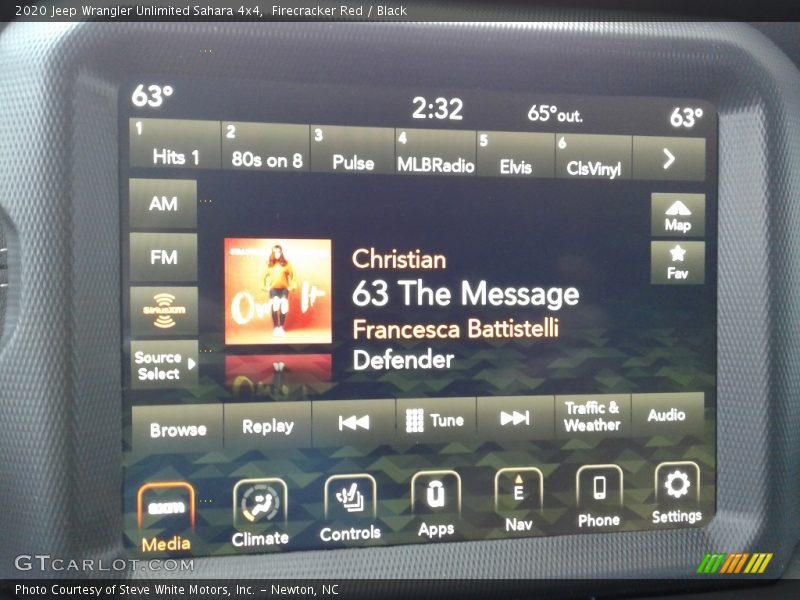 2020 Jeep Wrangler Unlimited Sahara 4x4,  Firecracker Red / Black
63° 2:32 65°out. 63°
1 Hits 1 2 80s on 8 3 Pulse 4 MLBRadio 5 Elvis 6 ClsVinyl
AM
FM
SiriusXM
Source
Select
Map
Fav
Own It
Christian
63 The Message
Francesca Battistelli
Defender
Browse Replay Tune Traffic &
Weather Audio
E
Media Climate Controls Apps Nav Phone Settings
GTCARLOT.COM
Photo Courtesy of Steve White Motors, Inc. – Newton, NC